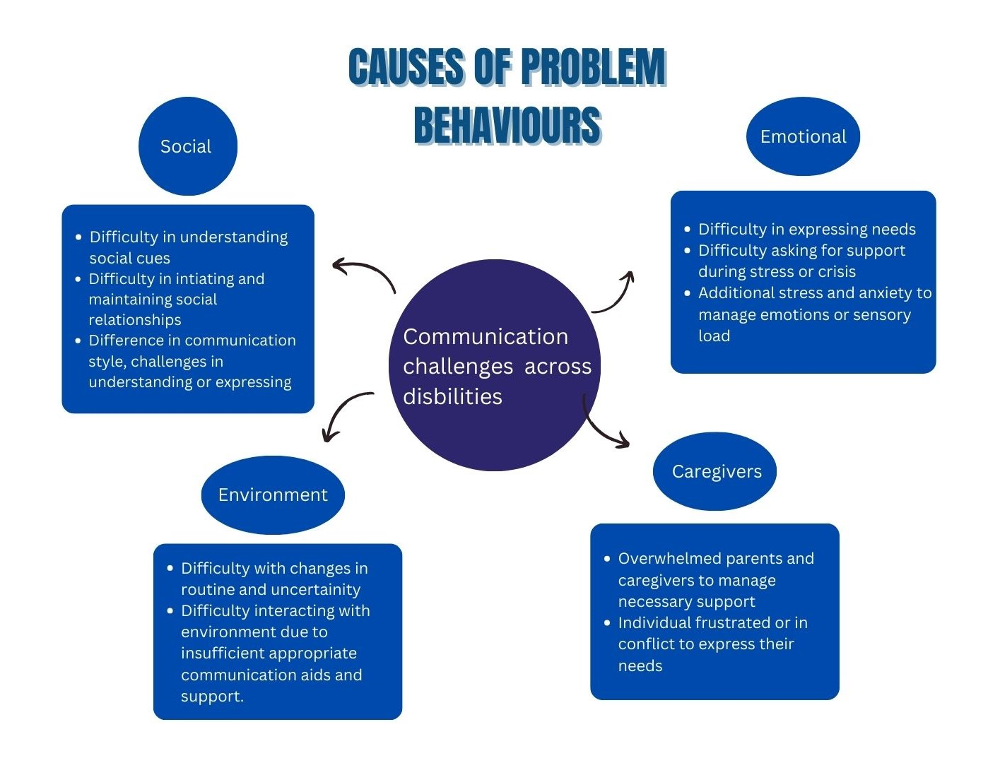 CAUSES OF PROBLEM
BEHAVIOURS
Social
Difficulty in understanding
social cues
Difficulty in intiating and
maintaining social
relationships
Difference in communication
style, challenges in
understanding or expressing
Emotional
Difficulty in expressing needs
Difficulty asking for support
during stress or crisis
Additional stress and anxiety to
manage emotions or sensory
load
Communication
challenges across
disbilities
Environment
Difficulty with changes in
routine and uncertainity
Difficulty interacting with
environment due to
insufficient appropriate
communication aids and
support.
Caregivers
Overwhelmed parents and
caregivers to manage
necessary support
Individual frustrated or in
conflict to express their
needs